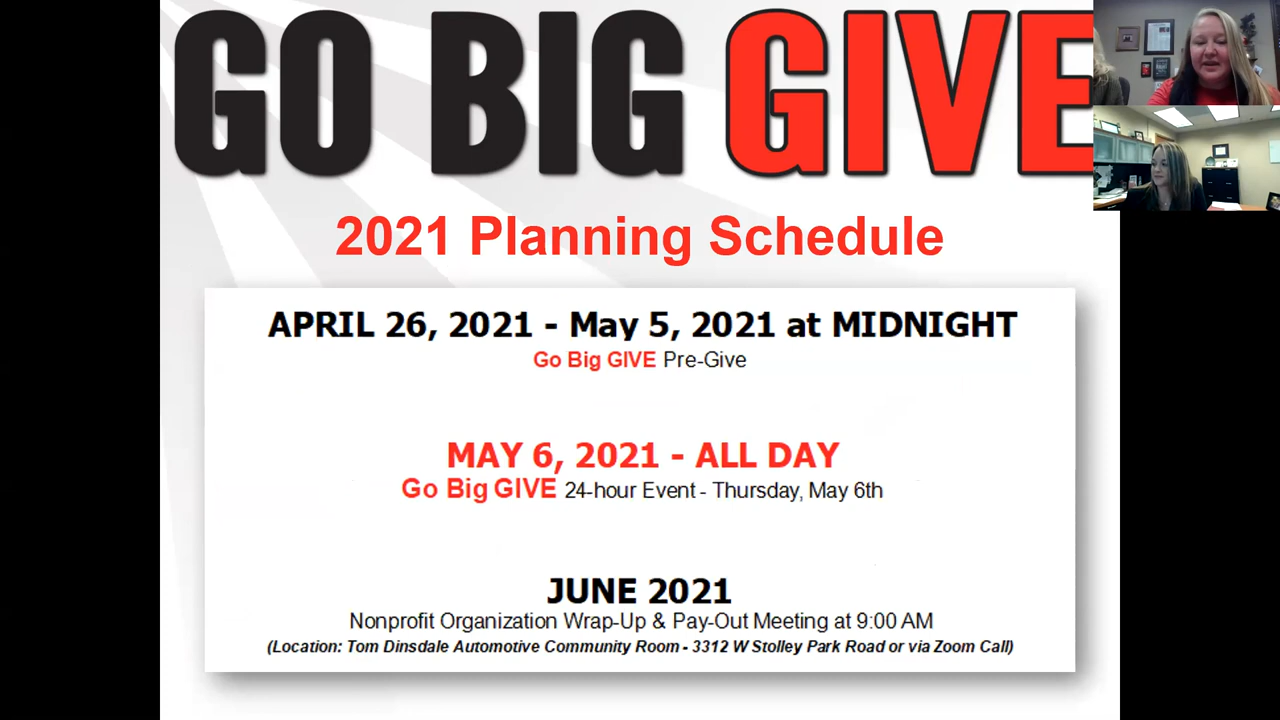 GO BIG GIVE
2021 Planning Schedule
APRIL 26, 2021 - May 5, 2021 at MIDNIGHT
Go Big GIVE Pre-Give
MAY 6, 2021 - ALL DAY
Go Big GIVE 24-hour Event - Thursday, May 6th
JUNE 2021
Nonprofit Organization Wrap-Up & Pay-Out Meeting at 9:00 AM
(Location: Tom Dinsdale Automotive Community Room - 3312 W Stolley Park Road or via Zoom Call)